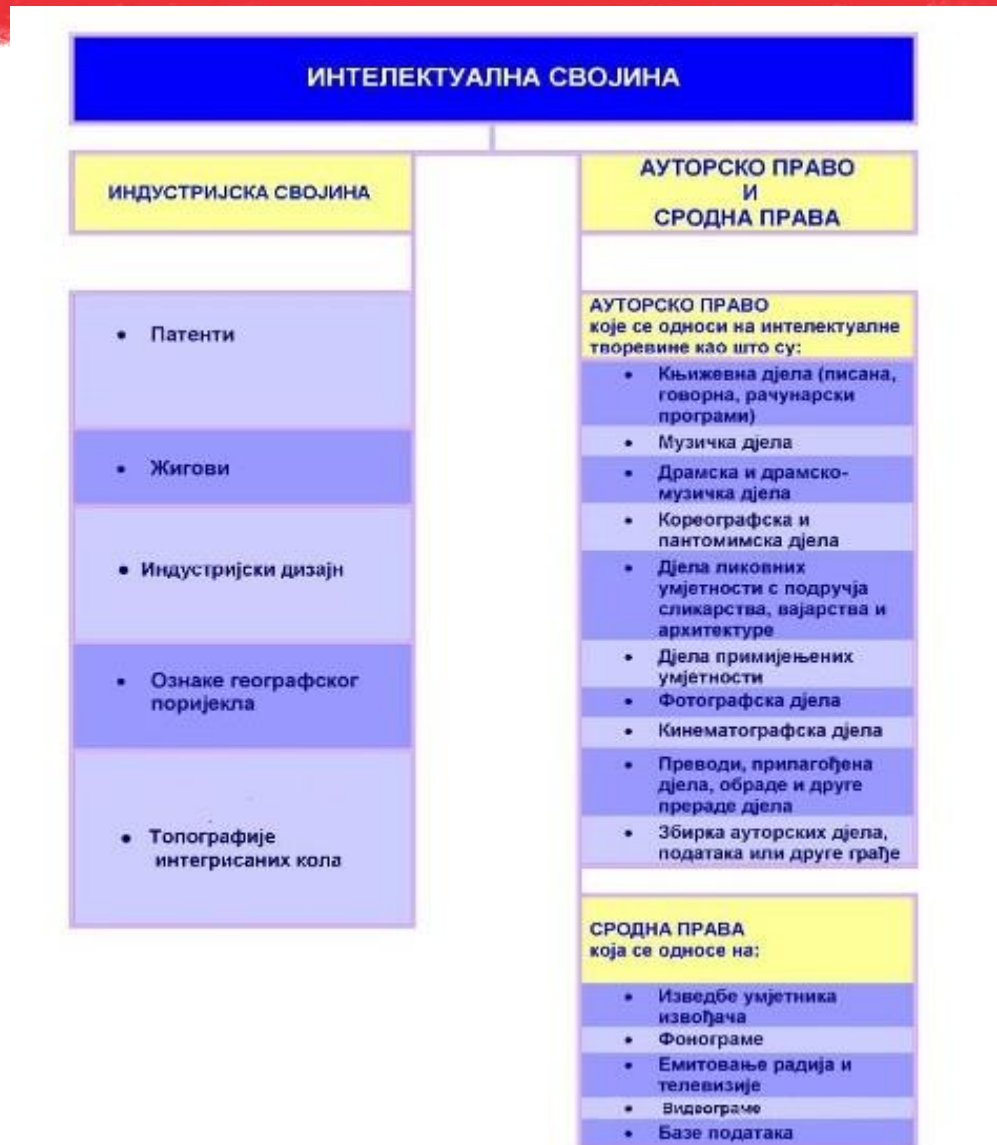 ИНТЕЛЕКТУАЛНА СВОЈИНА
ИНДУСТРИЈСКА СВОЈИНА
• Патенти
• Жигови
• Индустријски дизајн
• Ознаке географског
поријекла
• Топографије
интегрисаних кола
АУТОРСКО ПРАВО
И
СРОДНА ПРАВА
АУТОРСКО ПРАВО
које се односи на интелектуалне
творевине као што су:
• Књижевна дјела (писана,
говорна, рачунарски
програми)
• Музичка дјела
• Драмска и драмско-
музичка дјела
• Кореографска и
пантомимска дјела
• Дјела ликовних
умјетности с подручја
сликарства, вајарства и
архитектуре
• Дјела примијењених
умјетности
• Фотографска дјела
• Кинематографска дјела
• Преводи, прилагођена
дјела, обраде и друге
прераде дјела
• Збирка ауторских дјела,
података или друге грађе
СРОДНА ПРАВА
која се односе на:
• Изведбе умјетника
извођача
• Фонограме
• Емитовање радија и
телевизије
• Видеограме
• Базе података